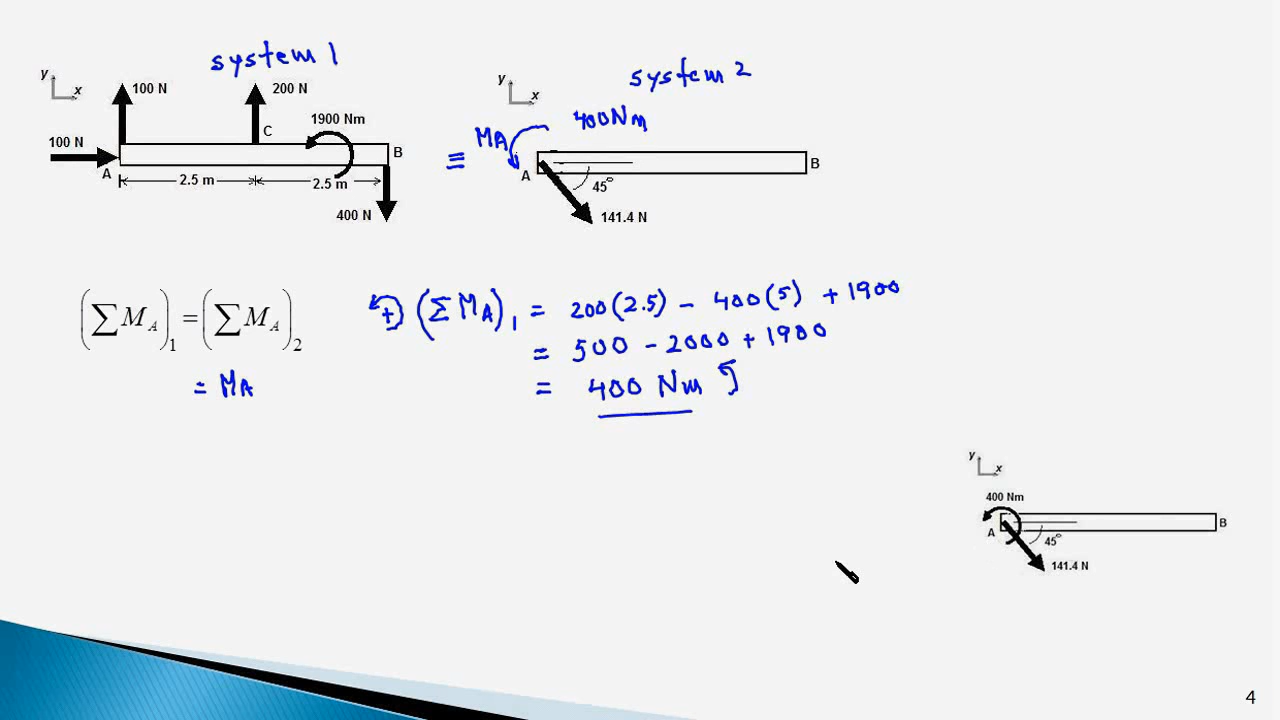 system 1
y
x
100 N
200 N
C
1900 Nm
100 N
A
B
2.5 m
2.5 m
400 N
≡
system 2
y
x
MA
400Nm
A
B
45°
141.4 N
(∑ M_A)₁ = (∑ M_A)₂
= MA
+ (Σ MA)₁ = 200(2.5) - 400(5) + 1900
= 500 - 2000 + 1900
= 400 Nm
y
x
400 Nm
A
B
45°
141.4 N
4